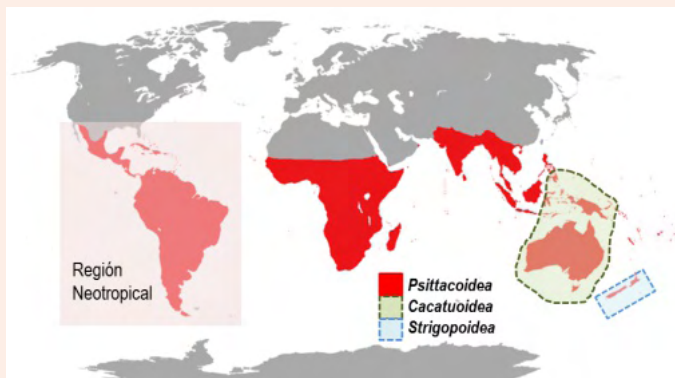 Región
Neotropical
Psittacoidea
Cacatuoidea
Strigopoidea